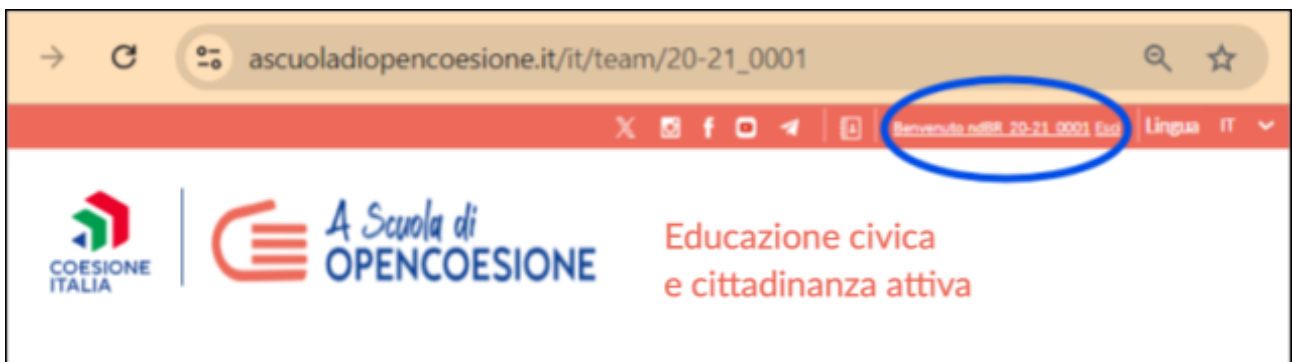 ascuoladiopencoesione.it/it/team/20-21_0001
Benvenuto ndBR_20-21_0001 Esci
Lingua IT
COESIONE
ITALIA
A Scuola di
OPENCOESIONE
Educazione civica
e cittadinanza attiva